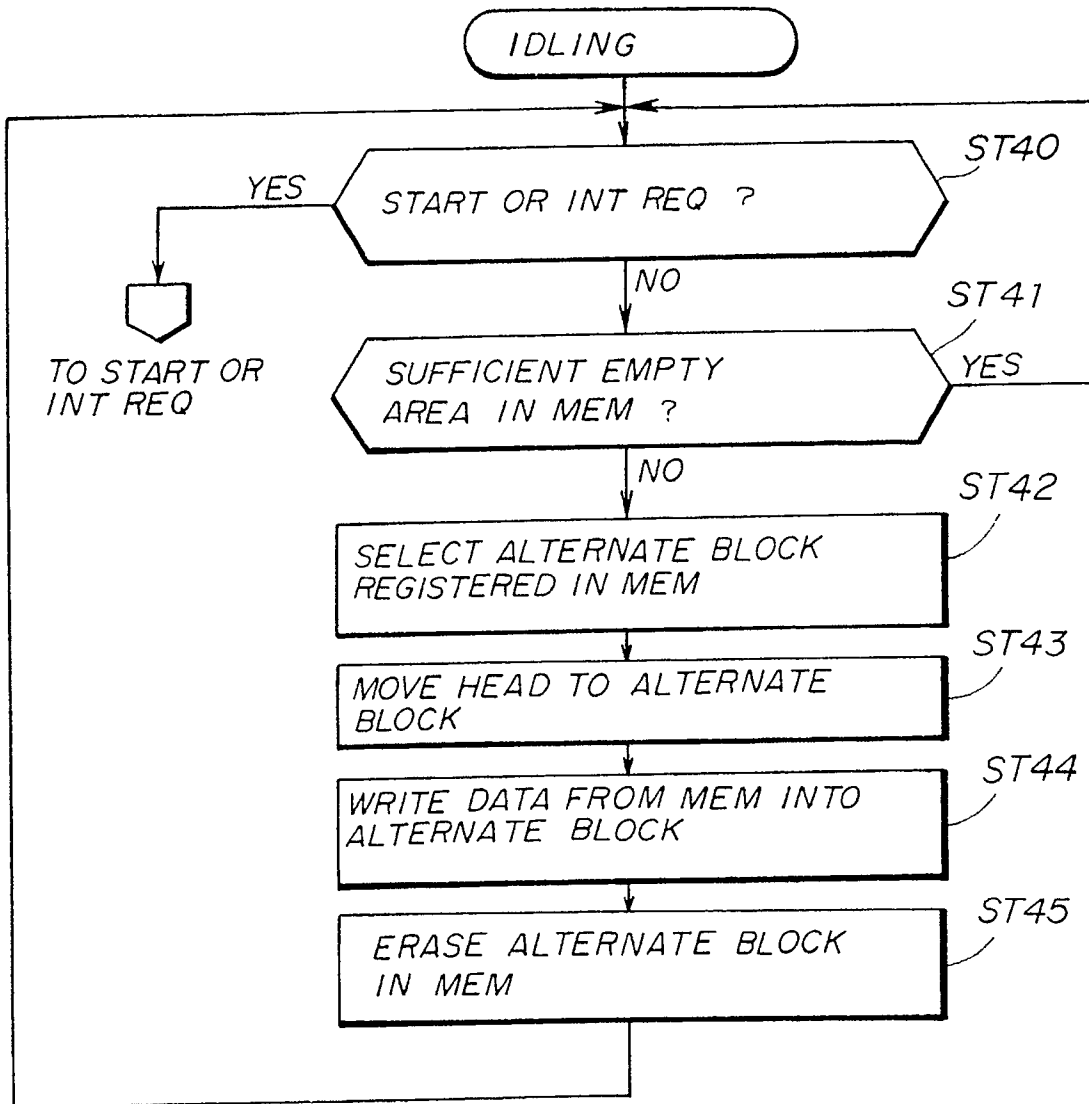 IDLING
ST40
YES
START OR INT REQ ?
NO
ST41
TO START OR
INT REQ
SUFFICIENT EMPTY
AREA IN MEM ?
YES
NO
ST42
SELECT ALTERNATE BLOCK
REGISTERED IN MEM
ST43
MOVE HEAD TO ALTERNATE
BLOCK
ST44
WRITE DATA FROM MEM INTO
ALTERNATE BLOCK
ST45
ERASE ALTERNATE BLOCK
IN MEM